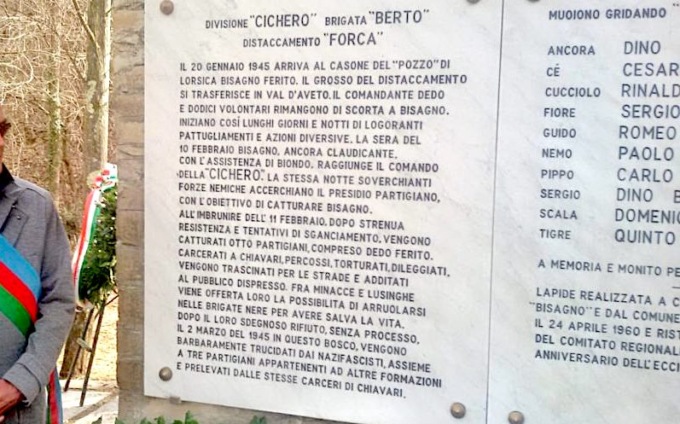 DIVISIONE "CICHERO" BRIGATA "BERTO"
DISTACCAMENTO "FORCA"
IL 20 GENNAIO 1945 ARRIVA AL CASONE DEL "POZZO" DI
LORSICA BISAGNO FERITO. IL GROSSO DEL DISTACCAMENTO
SI TRASFERISCE IN VAL D'AVETO. IL COMANDANTE DEDO
E DODICI VOLONTARI RIMANGONO DI SCORTA A BISAGNO.
INIZIANO COSÌ LUNGHI GIORNI E NOTTI DI LOGORANTI
PATTUGLIAMENTI E AZIONI DIVERSIVE. LA SERA DEL
10 FEBBRAIO BISAGNO, ANCORA CLAUDICANTE,
CON L'ASSISTENZA DI BIONDO, RAGGIUNGE IL COMANDO
DELLA "CICHERO". LA STESSA NOTTE SOVERCHIANTI
FORZE NEMICHE ACCERCHIANO IL PRESIDIO PARTIGIANO,
CON L'OBIETTIVO DI CATTURARE BISAGNO.
ALL'IMBRUNIRE DELL' 11 FEBBRAIO, DOPO STRENUA
RESISTENZA E TENTATIVI DI SGANCIAMENTO, VENGONO
CATTURATI OTTO PARTIGIANI, COMPRESO DEDO FERITO.
CARCERATI A CHIAVARI, PERCOSSI, TORTURATI, DILEGGIATI,
VENGONO TRASCINATI PER LE STRADE E ADDITATI
AL PUBBLICO DISPRESSO. FRA MINACCE E LUSINGHE
VIENE OFFERTA LORO LA POSSIBILITÀ DI ARRUOLARSI
NELLE BRIGATE NERE PER AVERE SALVA LA VITA.
DOPO IL LORO SDEGNOSO RIFIUTO, SENZA PROCESSO,
IL 2 MARZO DEL 1945 IN QUESTO BOSCO, VENGONO
BARBARAMENTE TRUCIDATI DAI NAZIFASCISTI, ASSIEME
A TRE PARTIGIANI APPARTENENTI AD ALTRE FORMAZIONI
E PRELEVATI DALLE STESSE CARCERI DI CHIAVARI.
MUOIONO GRIDANDO "
ANCORA DINO
CÉ CESAR
CUCCIOLO RINALD
FIORE SERGIO
GUIDO ROMEO
NEMO PAOLO
PIPPO CARLO
SERGIO DINO B
SCALA DOMENIC
TIGRE QUINTO
A MEMORIA E MONITO PE
LAPIDE REALIZZATA A C
"BISAGNO" E DAL COMUNE
IL 24 APRILE 1960 E RIST
DEL COMITATO REGIONAL
ANNIVERSARIO DELL'ECCI